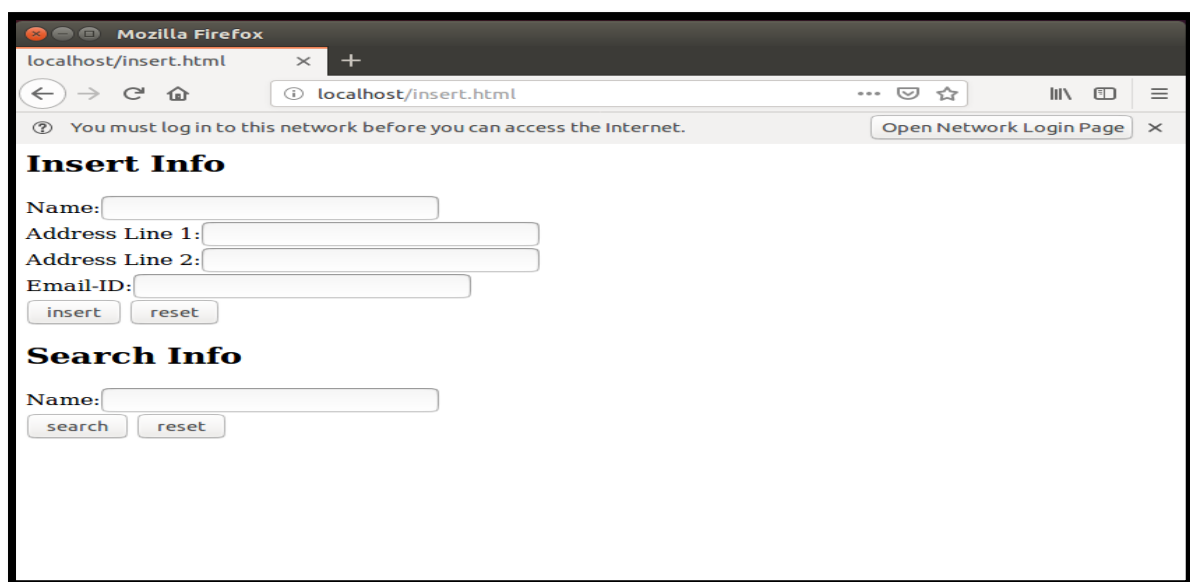 Mozilla Firefox
localhost/insert.html
localhost/insert.html
You must log in to this network before you can access the Internet. Open Network Login Page
Insert Info
Name:
Address Line 1:
Address Line 2:
Email-ID:
insert reset
Search Info
Name:
search reset